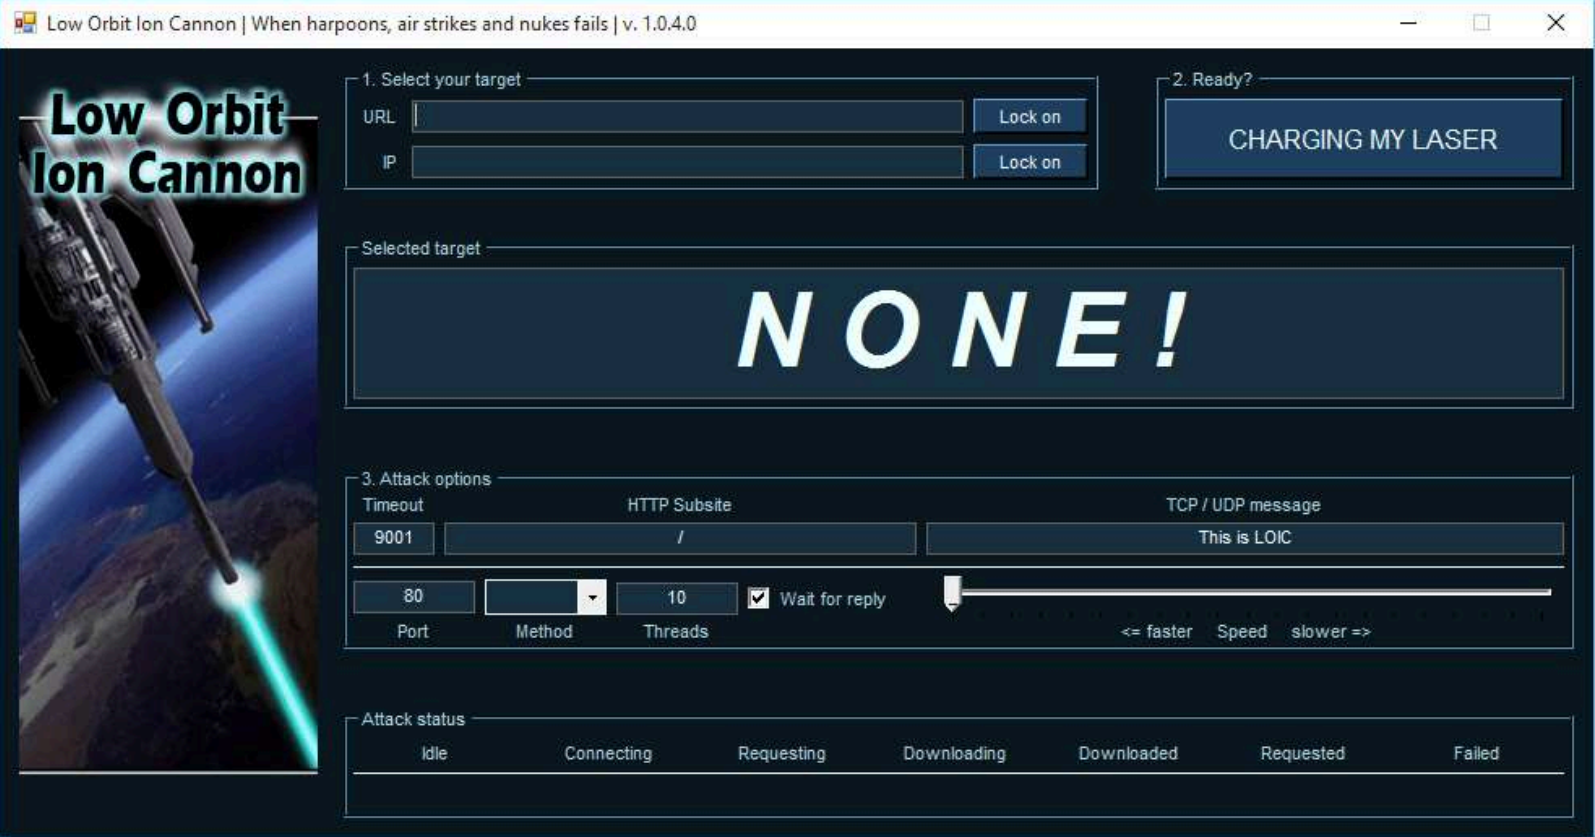 Low Orbit Ion Cannon | When harpoons, air strikes and nukes fails | v. 1.0.4.0
Low Orbit
Ion Cannon
1. Select your target
URL
Lock on
IP
Lock on
2. Ready?
CHARGING MY LASER
Selected target
N O N E !
3. Attack options
Timeout HTTP Subsite TCP / UDP message
9001 / This is LOIC
80 10 Wait for reply
Port Method Threads <= faster Speed slower =>
Attack status
Idle Connecting Requesting Downloading Downloaded Requested Failed